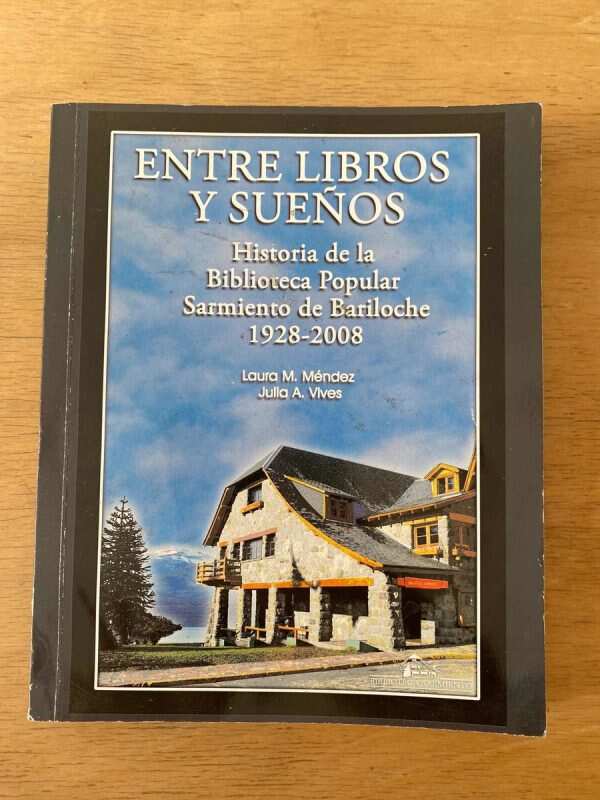 ENTRE LIBROS
Y SUEÑOS
Historia de la
Biblioteca Popular
Sarmiento de Bariloche
1928-2008
Laura M. Méndez
Julia A. Vives